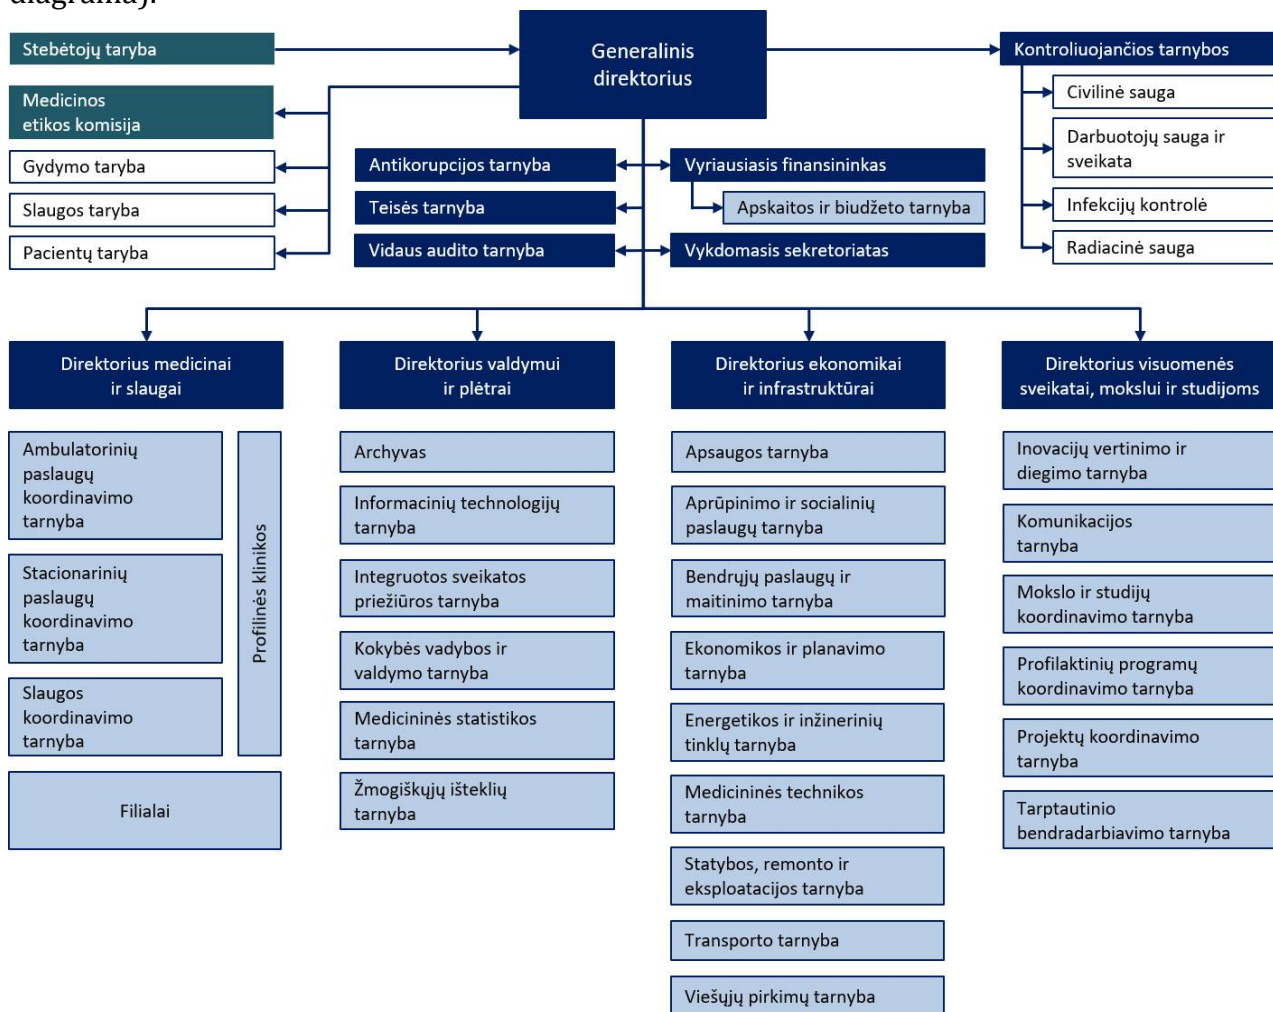 diagramai).
Stebėtojų taryba
Generalinis
direktorius
Kontroliuojančios tarnybos
Medicinos
etikos komisija
Gydymo taryba
Slaugos taryba
Pacientų taryba
Civilinė sauga
Darbuotojų sauga ir
sveikata
Infekcijų kontrolė
Radiacinė sauga
Antikorupcijos tarnyba
Vyriausiasis finansininkas
Teisės tarnyba
Apskaitos ir biudžeto tarnyba
Vidaus audito tarnyba
Vykdomasis sekretoriatas
Direktorius medicinai
ir slaugai
Ambulatorinių
paslaugų
koordinavimo
tarnyba
Stacionarinių
paslaugų
koordinavimo
tarnyba
Slaugos
koordinavimo
tarnyba
Profilinės klinikos
Filialai
Direktorius valdymui
ir plėtrai
Archyvas
Informacinių technologijų
tarnyba
Integruotos sveikatos
priežiūros tarnyba
Kokybės vadybos ir
valdymo tarnyba
Medicininės statistikos
tarnyba
Žmogiškųjų išteklių
tarnyba
Direktorius ekonomikai
ir infrastruktūrai
Apsaugos tarnyba
Aprūpinimo ir socialinių
paslaugų tarnyba
Bendrųjų paslaugų ir
maitinimo tarnyba
Ekonomikos ir planavimo
tarnyba
Energetikos ir inžinerinių
tinklų tarnyba
Medicininės technikos
tarnyba
Statybos, remonto ir
eksploatacijos tarnyba
Transporto tarnyba
Viešųjų pirkimų tarnyba
Direktorius visuomenės
sveikatai, mokslui ir studijoms
Inovacijų vertinimo ir
diegimo tarnyba
Komunikacijos
tarnyba
Mokslo ir studijų
koordinavimo tarnyba
Profilaktinių programų
koordinavimo tarnyba
Projektų koordinavimo
tarnyba
Tarptautinio
bendradarbiavimo tarnyba